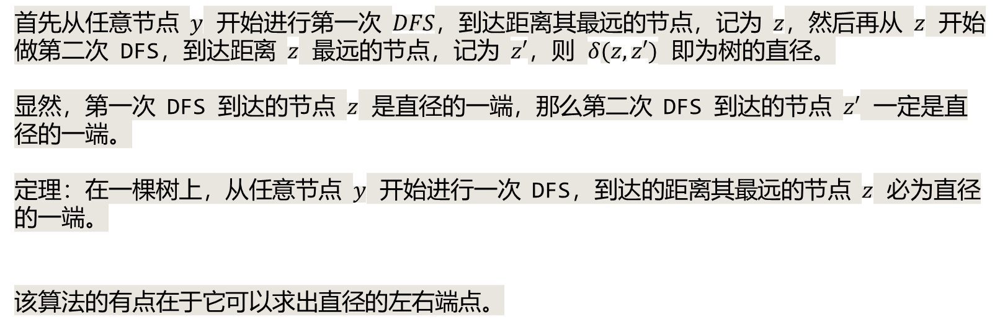 首先从任意节点 y 开始进行第一次 DFS，到达距离其最远的节点，记为 z，然后再从 z 开始
做第二次 DFS，到达距离 z 最远的节点，记为 z′，则 δ(z, z′) 即为树的直径。
显然，第一次 DFS 到达的节点 z 是直径的一端，那么第二次 DFS 到达的节点 z′ 一定是直
径的一端。
定理：在一棵树上，从任意节点 y 开始进行一次 DFS，到达的距离其最远的节点 z 必为直径
的一端。
该算法的有点在于它可以求出直径的左右端点。